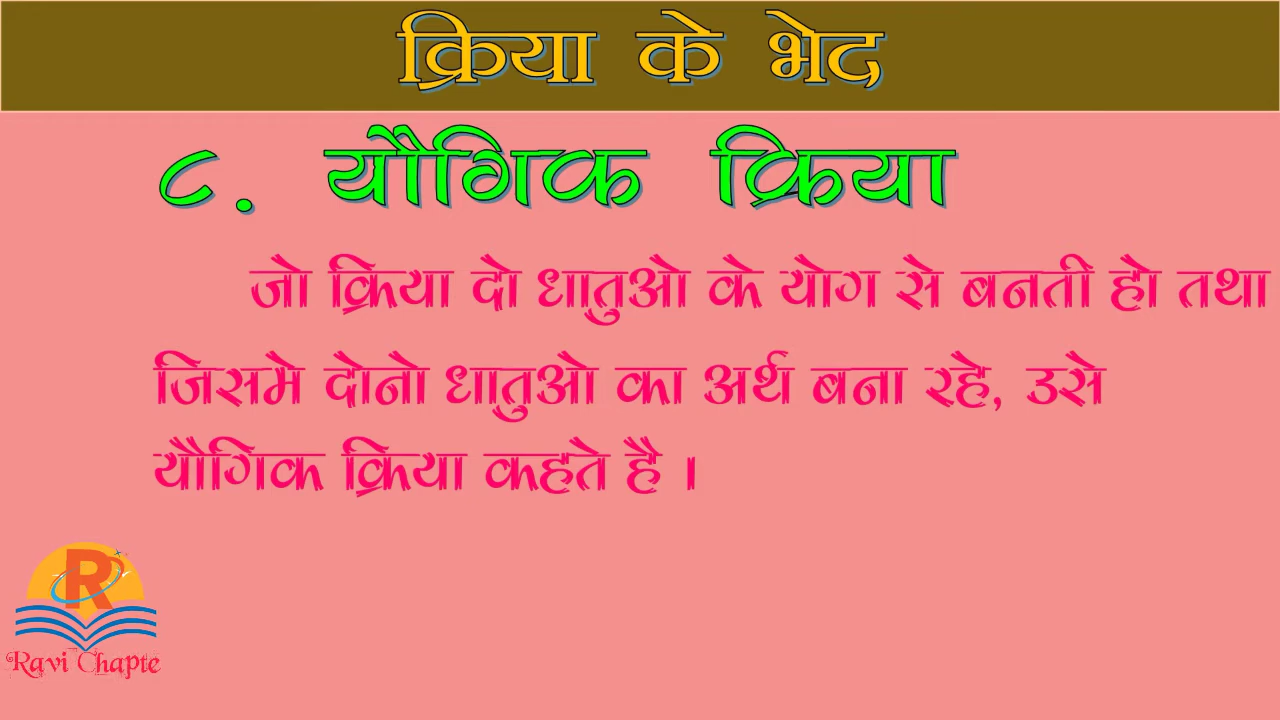 क्रिया के भेद
८. यौगिक क्रिया
जो क्रिया दो धातुओ के योग से बनती हो तथा
जिसमे दोनो धातुओ का अर्थ बना रहे, उसे
यौगिक क्रिया कहते है ।
R
Ravi Chapte